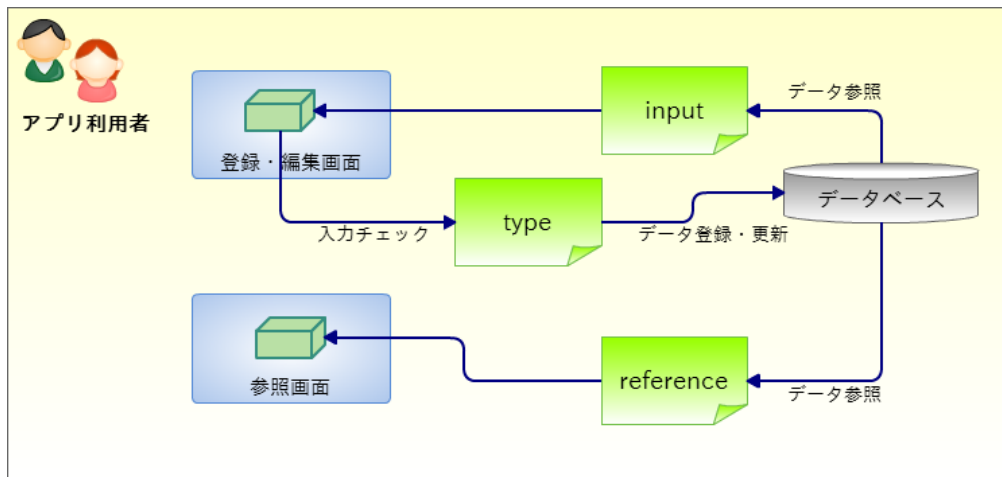 アプリ利用者
登録・編集画面
input
データ参照
データベース
入力チェック
type
データ登録・更新
参照画面
reference
データ参照